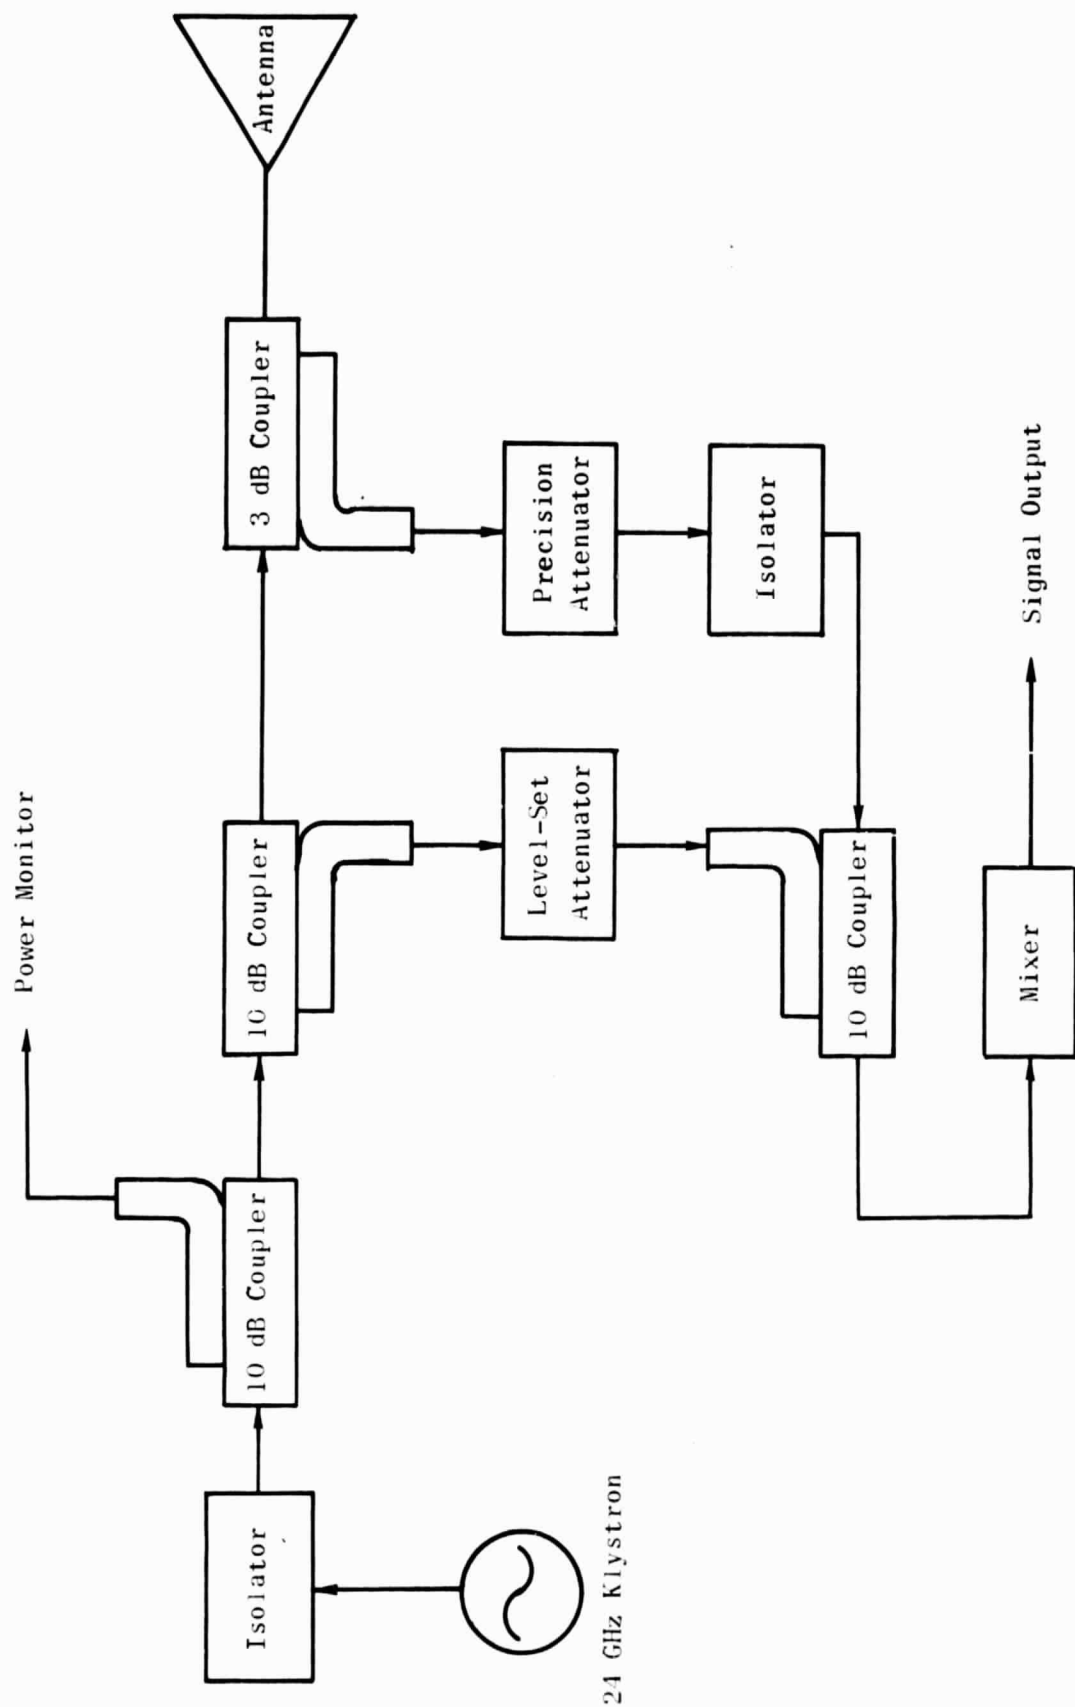 Antenna
3 dB Coupler
Power Monitor
10 dB Coupler
10 dB Coupler
Isolator
24 GHz Klystron
Level-Set
Attenuator
Precision
Attenuator
Isolator
10 dB Coupler
Mixer
Signal Output